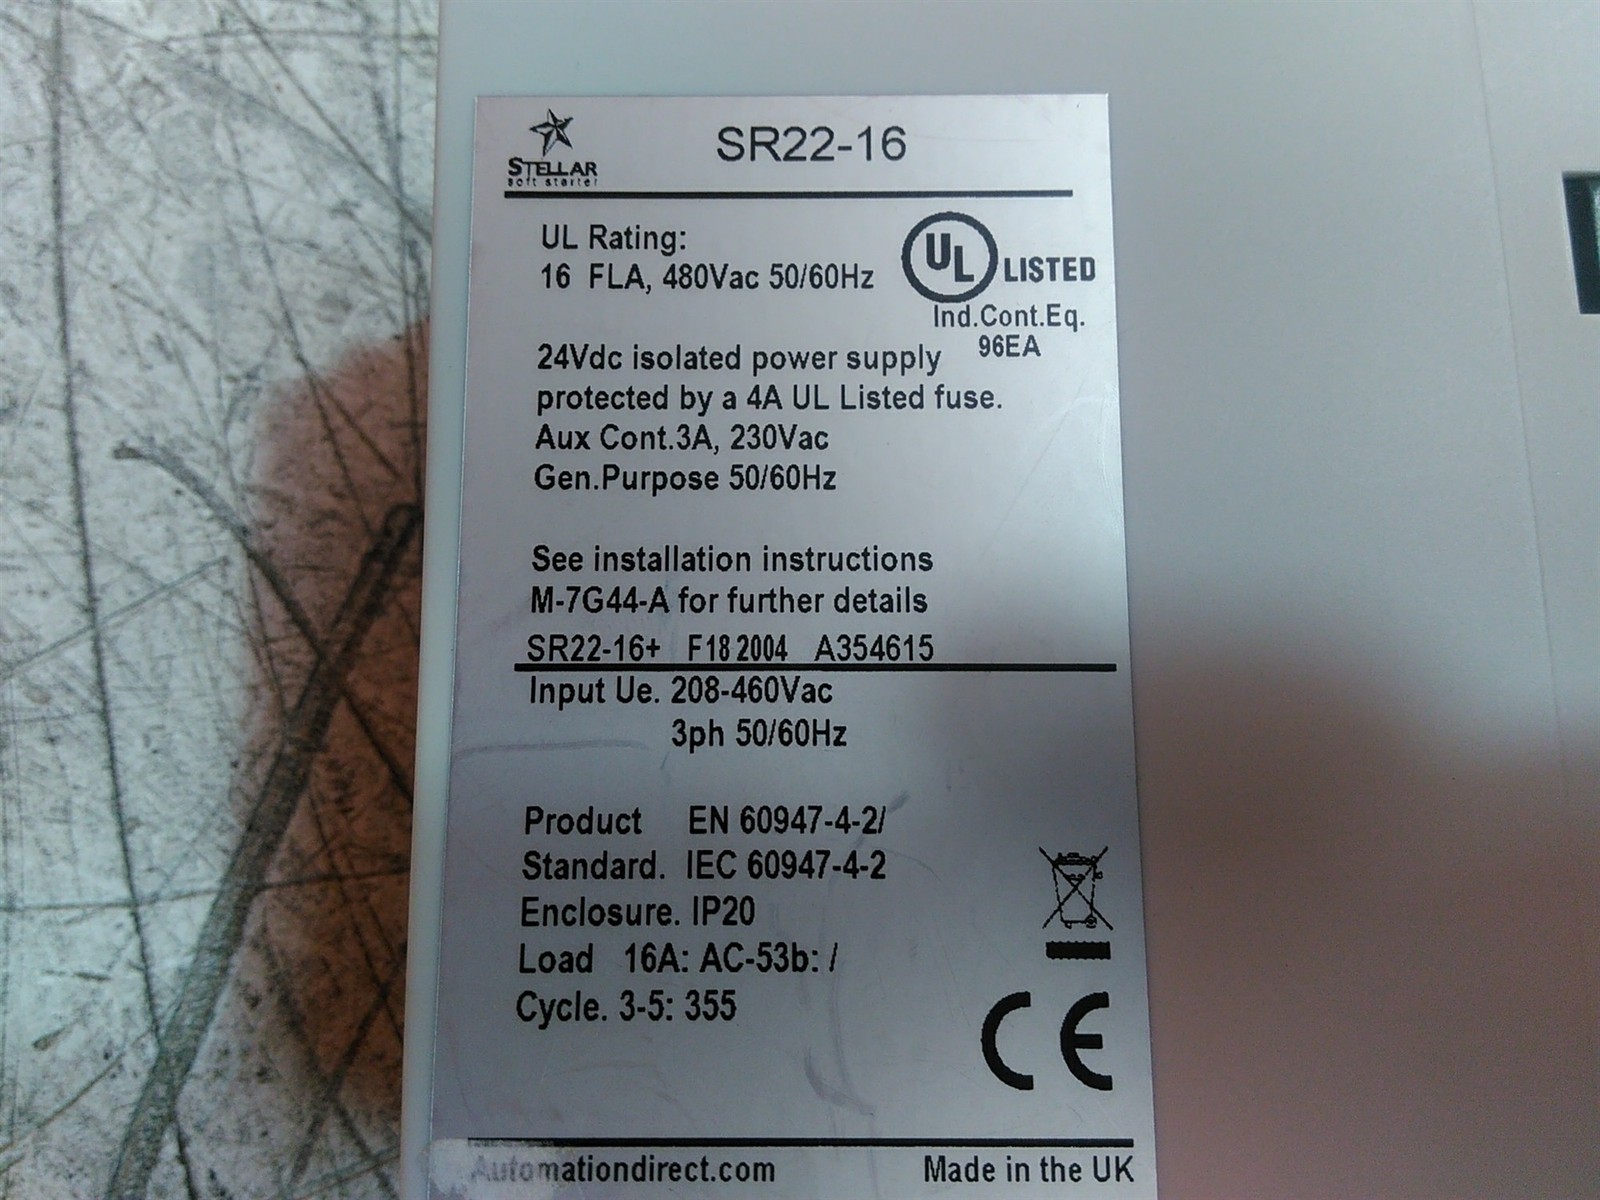 STELLAR
soft starter
SR22-16
UL Rating:
16 FLA, 480Vac 50/60Hz
UL LISTED
Ind.Cont.Eq.
96EA
24Vdc isolated power supply
protected by a 4A UL Listed fuse.
Aux Cont.3A, 230Vac
Gen.Purpose 50/60Hz
See installation instructions
M-7G44-A for further details
SR22-16+ F18 2004 A354615
Input Ue. 208-460Vac
3ph 50/60Hz
Product EN 60947-4-2/
Standard. IEC 60947-4-2
Enclosure. IP20
Load 16A: AC-53b: /
Cycle. 3-5: 355
CE
Automationdirect.com Made in the UK